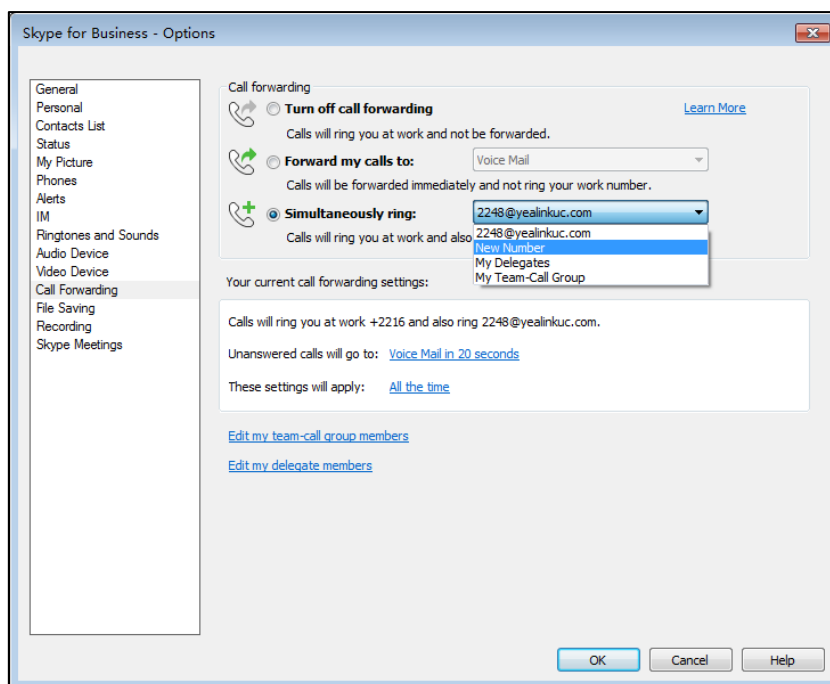 Skype for Business - Options
General
Personal
Contacts List
Status
My Picture
Phones
Alerts
IM
Ringtones and Sounds
Audio Device
Video Device
Call Forwarding
File Saving
Recording
Skype Meetings
Call forwarding
Turn off call forwarding
Learn More
Calls will ring you at work and not be forwarded.
Forward my calls to:
Voice Mail
Calls will be forwarded immediately and not ring your work number.
Simultaneously ring:
2248@yealinkuc.com
Calls will ring you at work and also
2248@yealinkuc.com
New Number
My Delegates
My Team-Call Group
Your current call forwarding settings:
Calls will ring you at work +2216 and also ring 2248@yealinkuc.com.
Unanswered calls will go to: Voice Mail in 20 seconds
These settings will apply: All the time
Edit my team-call group members
Edit my delegate members
OK
Cancel
Help